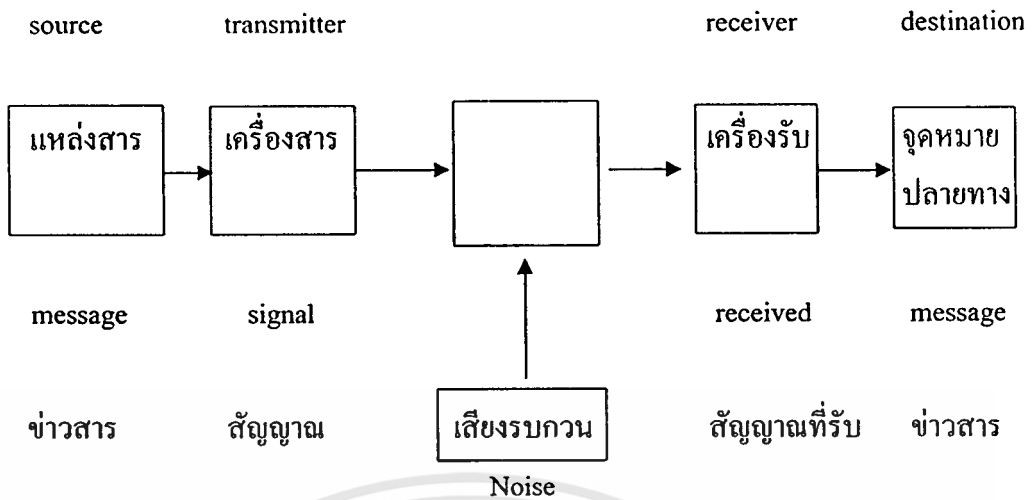 source transmitter receiver destination
แหล่งสาร เครื่องสาร เครื่องรับ จุดหมาย
ปลายทาง
message signal received message
ข่าวสาร สัญญาณ เสียงรบกวน สัญญาณที่รับ ข่าวสาร
Noise